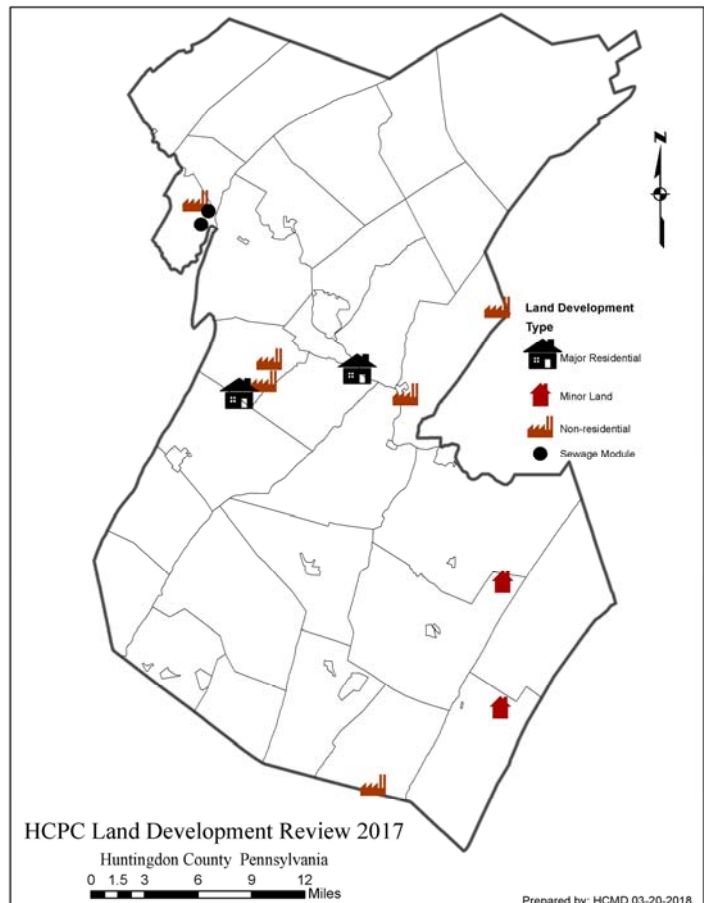 N
Land Development
Type
Major Residential
Minor Land
Non-residential
Sewage Module
HCPC Land Development Review 2017
Huntingdon County Pennsylvania
0 1.5 3 6 9 12
Miles
Prepared by: HCMD 03-20-2018